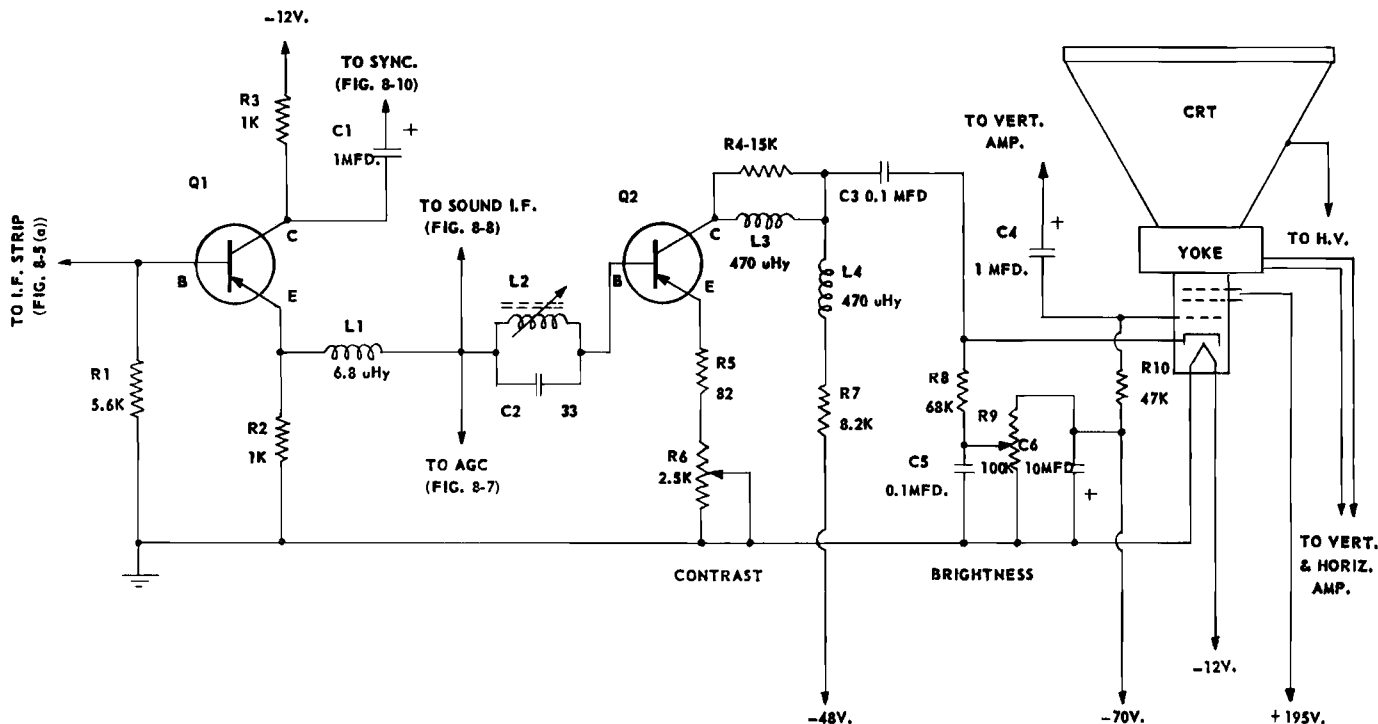 -12V.
TO SYNC.
(FIG. 8-10)
R3
1K
C1
+
1MFD.
Q1
C
B
E
TO I.F. STRIP
(FIG. 8-5 (a))
R1
5.6K
R2
1K
L1
6.8 uHy
TO SOUND I.F.
(FIG. 8-8)
TO AGC
(FIG. 8-7)
L2
C2
33
Q2
C
B
E
R4-15K
L3
470 uHy
C3 0.1 MFD
L4
470 uHy
R5
82
R6
2.5K
R7
8.2K
CONTRAST
TO VERT.
AMP.
C4
+
1 MFD.
R8
68K
R9
100K
C5
0.1MFD.
C6
10MFD
+
R10
47K
BRIGHTNESS
CRT
YOKE
TO H.V.
TO VERT.
& HORIZ.
AMP.
-12V.
-48V.
-70V.
+ 195V.